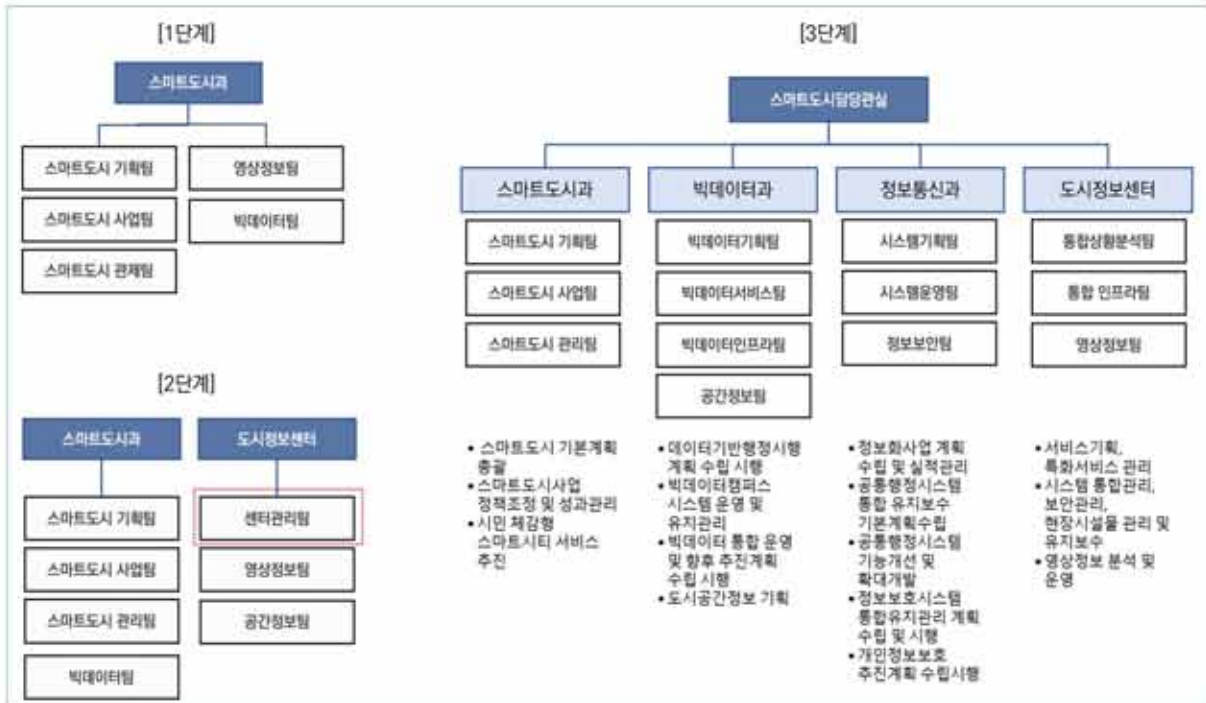 [1단계]
스마트도시과
스마트도시 기획팀
스마트도시 사업팀
스마트도시 관제팀
영상정보팀
빅데이터팀
[2단계]
스마트도시과
스마트도시 기획팀
스마트도시 사업팀
스마트도시 관리팀
빅데이터팀
도시정보센터
센터관리팀
영상정보팀
공간정보팀
[3단계]
스마트도시담당관실
스마트도시과
스마트도시 기획팀
스마트도시 사업팀
스마트도시 관리팀
• 스마트도시 기본계획
총괄
• 스마트도시사업
정책조정 및 성과관리
• 시민 체감형
스마트시티 서비스
추진
빅데이터과
빅데이터기획팀
빅데이터서비스팀
빅데이터인프라팀
공간정보팀
• 데이터기반행정시행
계획 수립 시행
• 빅데이터캠퍼스
시스템 운영 및
유지관리
• 빅데이터 통합 운영
및 향후 추진계획
수립 시행
• 도시공간정보 기획
정보통신과
시스템기획팀
시스템운영팀
정보보안팀
• 정보화사업 계획
수립 및 실적관리
• 공통행정시스템
통합 유지보수
기본계획수립
• 공통행정시스템
기능개선 및
확대개발
• 정보보호시스템
통합유지관리 계획
수립 및 시행
• 개인정보보호
추진계획 수립시행
도시정보센터
통합상황분석팀
통합 인프라팀
영상정보팀
• 서비스기획,
특화서비스 관리
• 시스템 통합관리,
보안관리,
현장시설물 관리 및
유지보수
• 영상정보 분석 및
운영